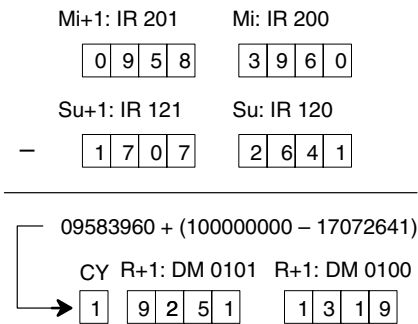 Mi+1: IR 201 Mi: IR 200
0 9 5 8 3 9 6 0
Su+1: IR 121 Su: IR 120
– 1 7 0 7 2 6 4 1
09583960 + (100000000 – 17072641)
CY R+1: DM 0101 R+1: DM 0100
1 9 2 5 1 1 3 1 9